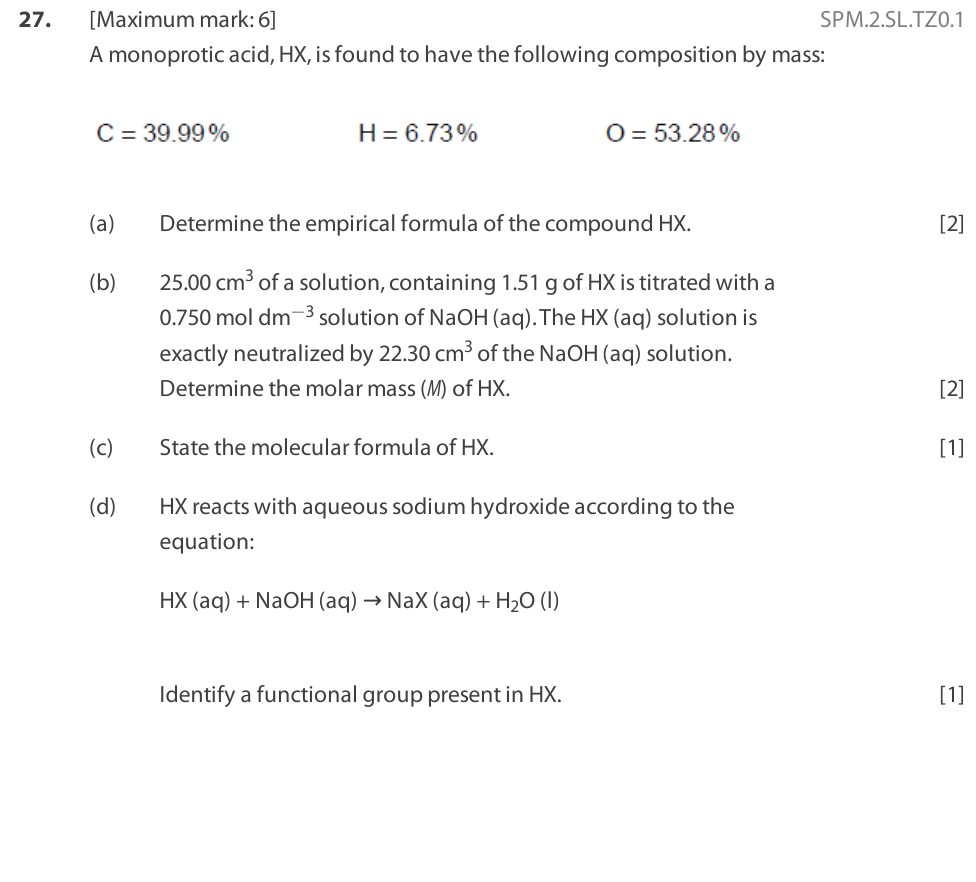 27. [Maximum mark: 6] SPM.2.SL.TZ0.1
A monoprotic acid, HX, is found to have the following composition by mass:
C = 39.99% H = 6.73% O = 53.28%
(a) Determine the empirical formula of the compound HX. [2]
(b) 25.00 cm³ of a solution, containing 1.51 g of HX is titrated with a
0.750 mol dm⁻³ solution of NaOH (aq). The HX (aq) solution is
exactly neutralized by 22.30 cm³ of the NaOH (aq) solution.
Determine the molar mass (M) of HX. [2]
(c) State the molecular formula of HX. [1]
(d) HX reacts with aqueous sodium hydroxide according to the
equation:
HX (aq) + NaOH (aq) → NaX (aq) + H₂O (l)
Identify a functional group present in HX. [1]